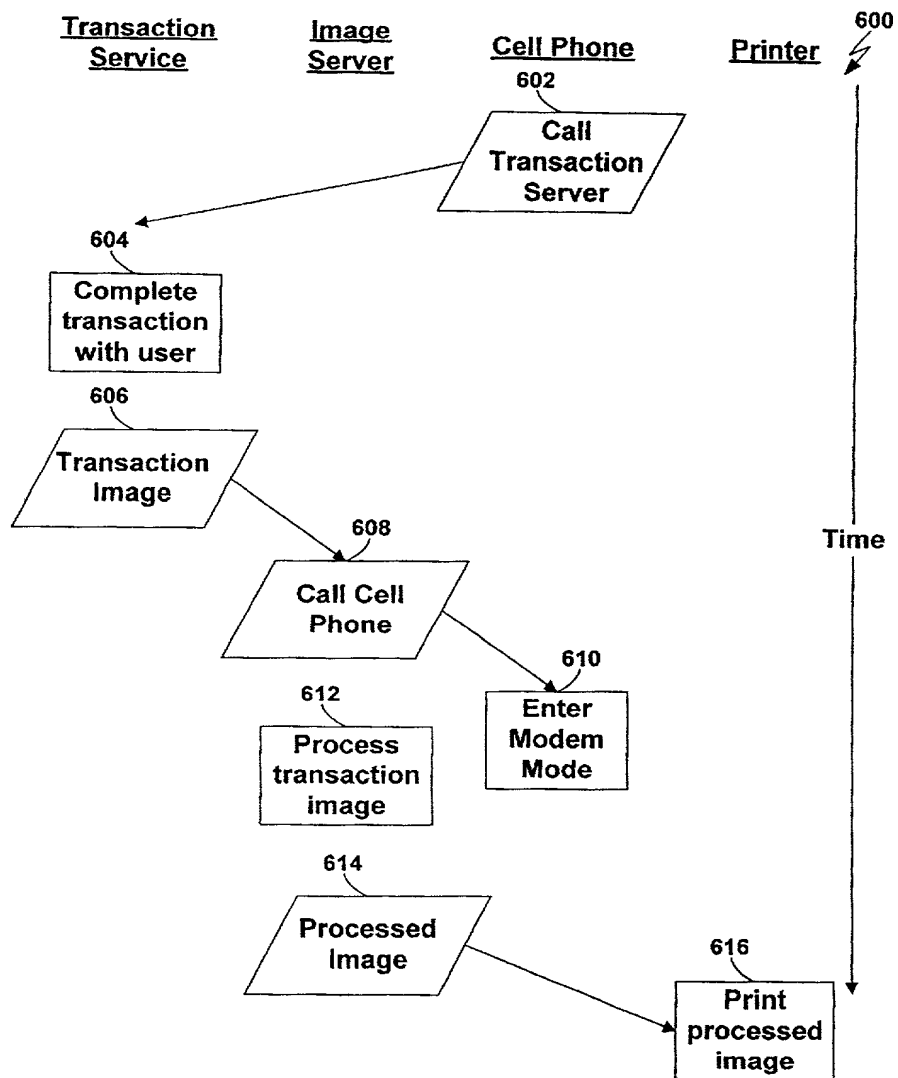 Transaction
Service
Image
Server
Cell Phone
Printer
600
602
Call
Transaction
Server
604
Complete
transaction
with user
606
Transaction
Image
608
Call Cell
Phone
Time
610
Enter
Modem
Mode
612
Process
transaction
image
614
Processed
Image
616
Print
processed
image